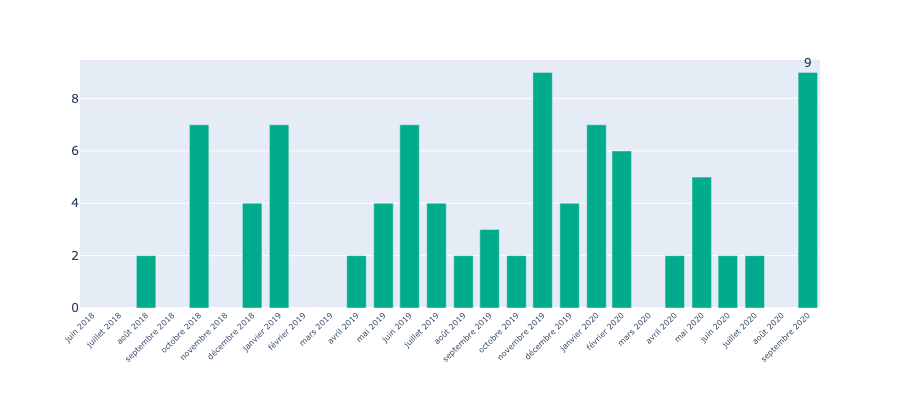 9
8
6
4
2
0
juin 2018
juillet 2018
août 2018
septembre 2018
octobre 2018
novembre 2018
décembre 2018
janvier 2019
février 2019
mars 2019
avril 2019
mai 2019
juin 2019
juillet 2019
août 2019
septembre 2019
octobre 2019
novembre 2019
décembre 2019
janvier 2020
février 2020
mars 2020
avril 2020
mai 2020
juin 2020
juillet 2020
août 2020
septembre 2020